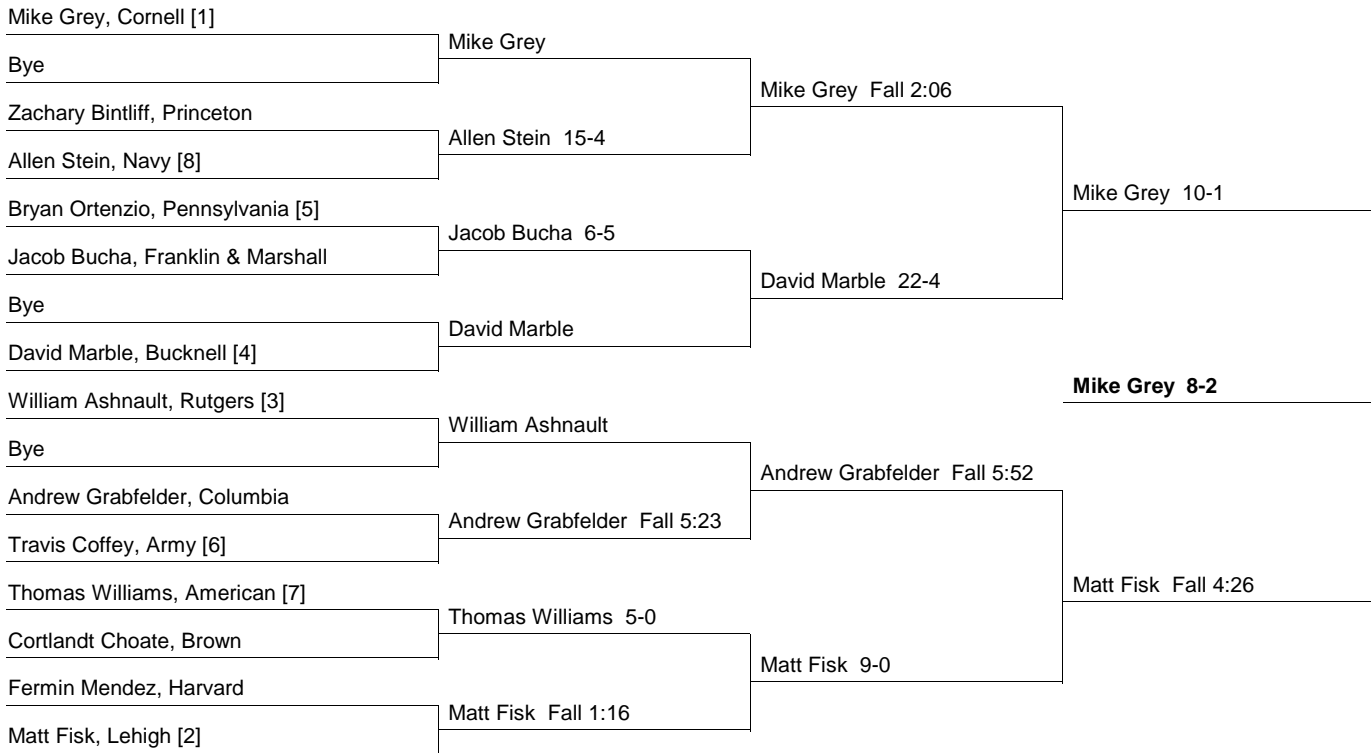 Mike Grey, Cornell [1]
Bye
Zachary Bintliff, Princeton
Allen Stein, Navy [8]
Bryan Ortenzio, Pennsylvania [5]
Jacob Bucha, Franklin & Marshall
Bye
David Marble, Bucknell [4]
William Ashnault, Rutgers [3]
Bye
Andrew Grabfelder, Columbia
Travis Coffey, Army [6]
Thomas Williams, American [7]
Cortlandt Choate, Brown
Fermin Mendez, Harvard
Matt Fisk, Lehigh [2]
Mike Grey
Allen Stein 15-4
Jacob Bucha 6-5
David Marble
William Ashnault
Andrew Grabfelder Fall 5:23
Thomas Williams 5-0
Matt Fisk Fall 1:16
Mike Grey Fall 2:06
David Marble 22-4
Andrew Grabfelder Fall 5:52
Matt Fisk 9-0
Mike Grey 10-1
Mike Grey 8-2
Matt Fisk Fall 4:26